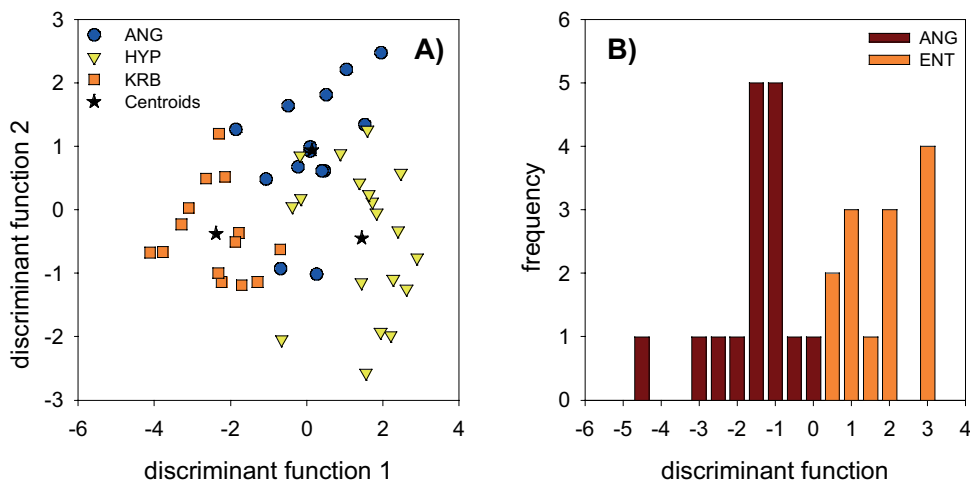 A)
ANG
HYP
KRB
Centroids
3
2
1
0
-1
-2
-3
discriminant function 2
-6 -4 -2 0 2 4
discriminant function 1
B)
ANG
ENT
6
5
4
3
2
1
0
frequency
-6 -5 -4 -3 -2 -1 0 1 2 3 4
discriminant function